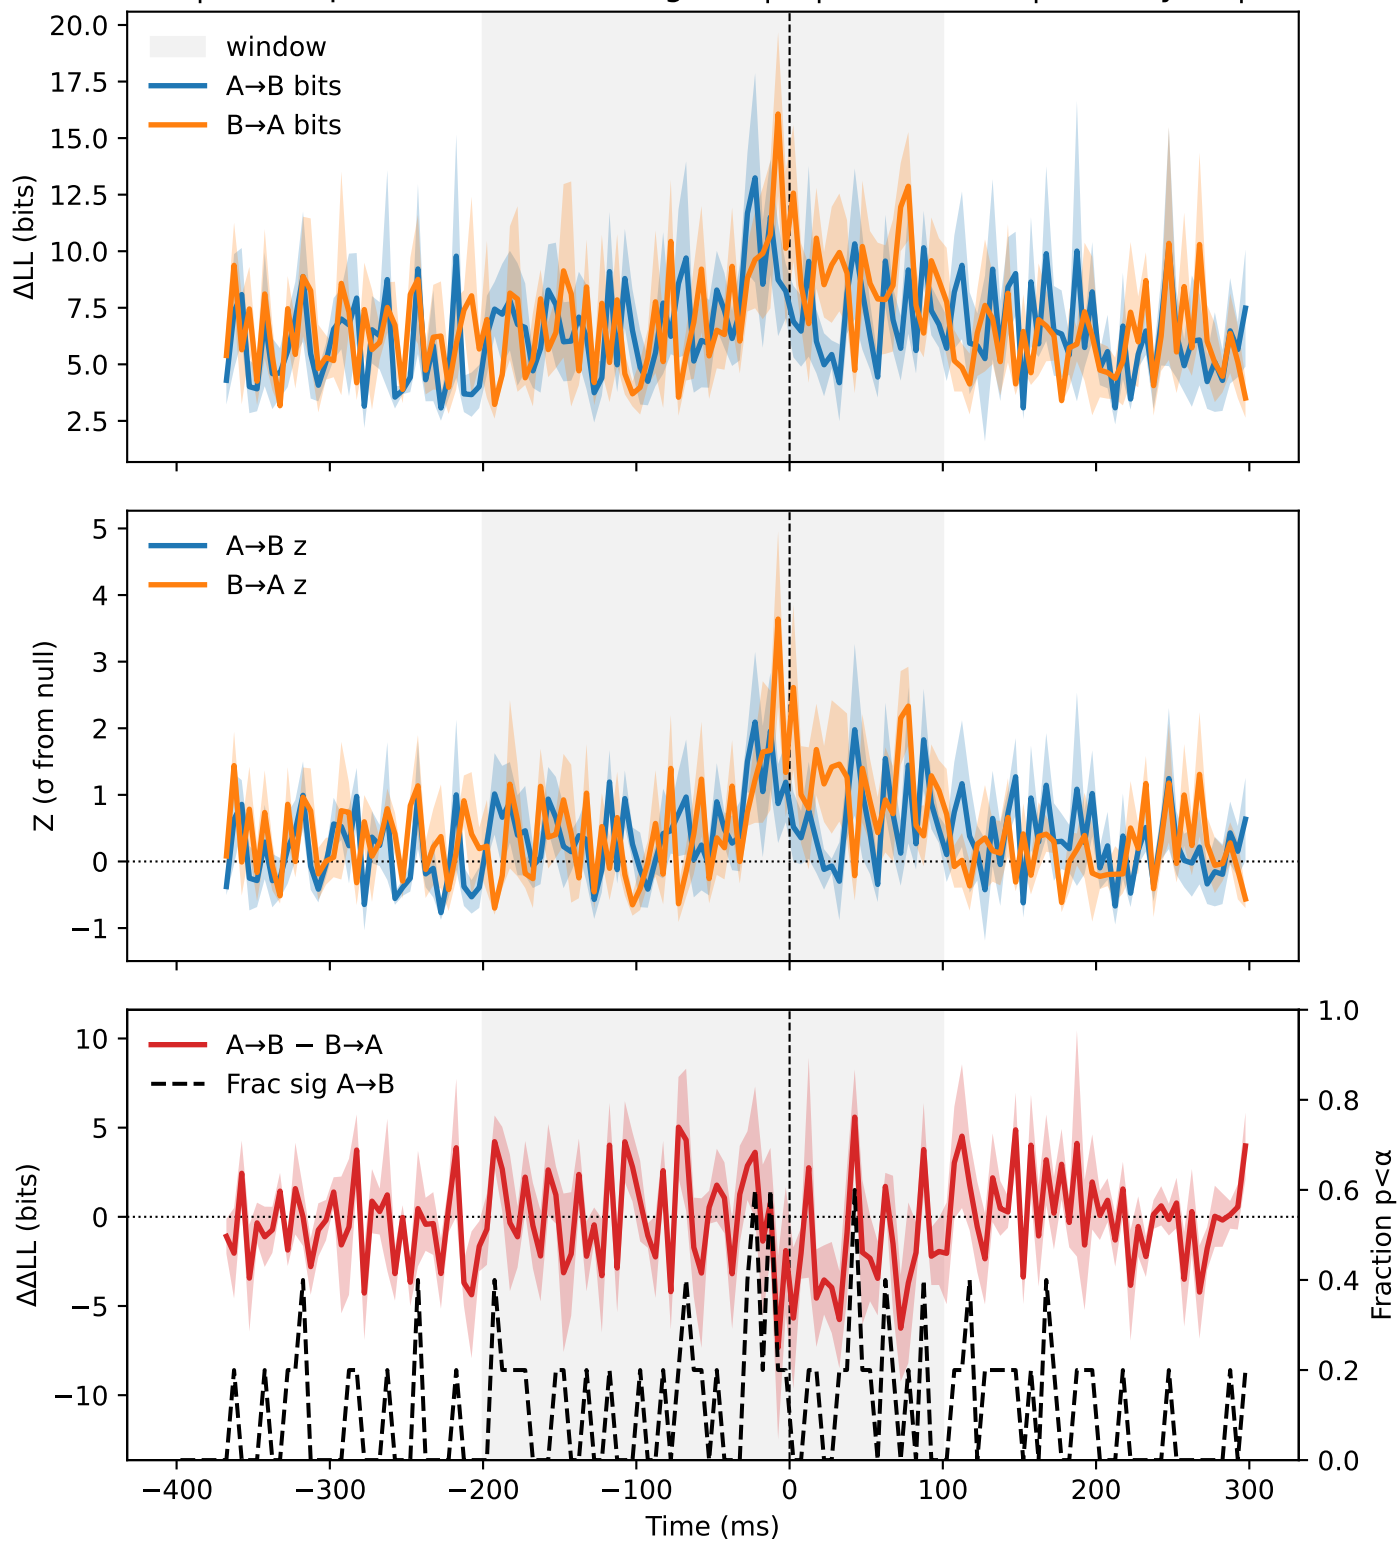 20.0
17.5
15.0
12.5
10.0
7.5
5.0
2.5
ΔLL (bits)
window
A→B bits
B→A bits
5
4
3
2
1
0
−1
Z (σ from null)
A→B z
B→A z
10
5
0
−5
−10
ΔΔLL (bits)
A→B − B→A
Frac sig A→B
1.0
0.8
0.6
0.4
0.2
0.0
Fraction p<α
−400 −300 −200 −100 0 100 200 300
Time (ms)